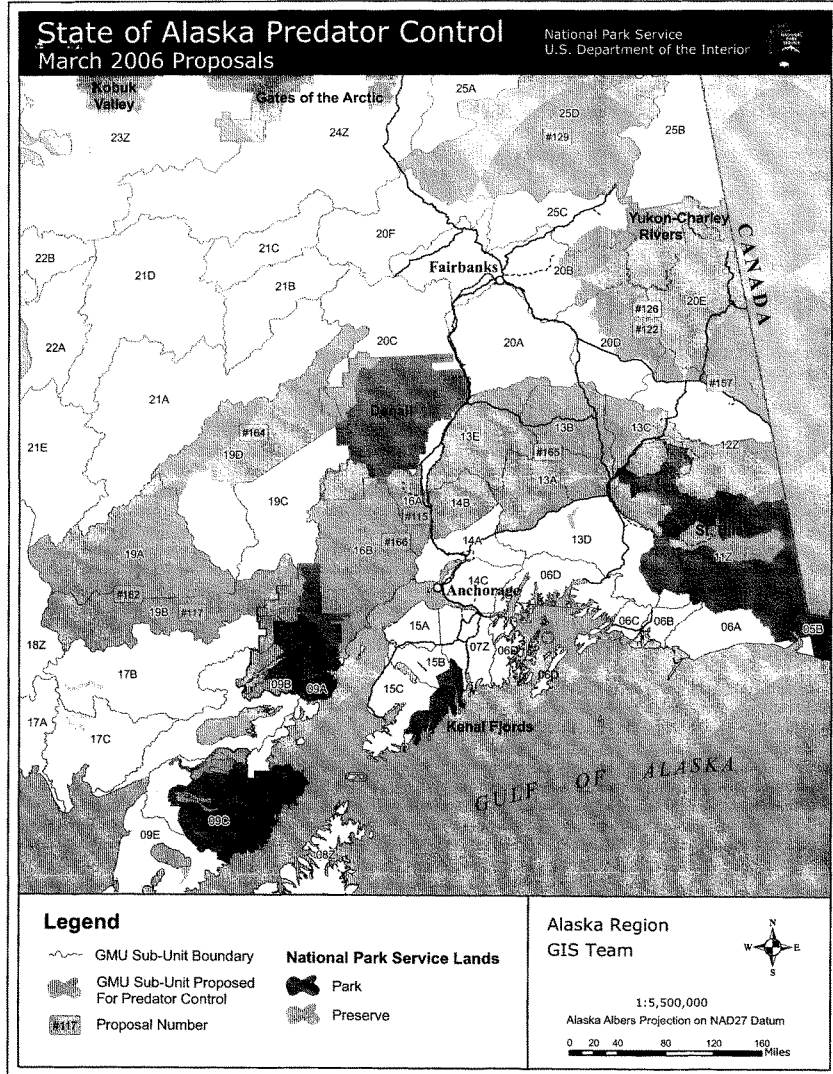 State of Alaska Predator Control
March 2006 Proposals
National Park Service
U.S. Department of the Interior
Kobuk
Valley
Gates of the Arctic
25A
25D
#129
25B
23Z
24Z
20F
25C
Yukon-Charley
Rivers
CANADA
22B
21D
21C
21B
Fairbanks
20B
20E
#126
#122
22A
20C
20A
20D
#157
21A
Denali
21E
#164
19D
13E
13B
13C
#165
12Z
13A
19C
16A
14B
#115
19A
16B
#166
14A
13D
11Z
#162
19B
#117
14C
Anchorage
06D
18Z
15A
07Z
06D
06C
06B
06A
05B
17B
09B
09A
15B
06D
15C
17A
17C
Kenai Fjords
GULF OF ALASKA
09C
09E
08Z
Legend
GMU Sub-Unit Boundary
GMU Sub-Unit Proposed
For Predator Control
#117
Proposal Number
National Park Service Lands
Park
Preserve
Alaska Region
GIS Team
N
W
E
S
1:5,500,000
Alaska Albers Projection on NAD27 Datum
0 20 40 80 120 160
Miles